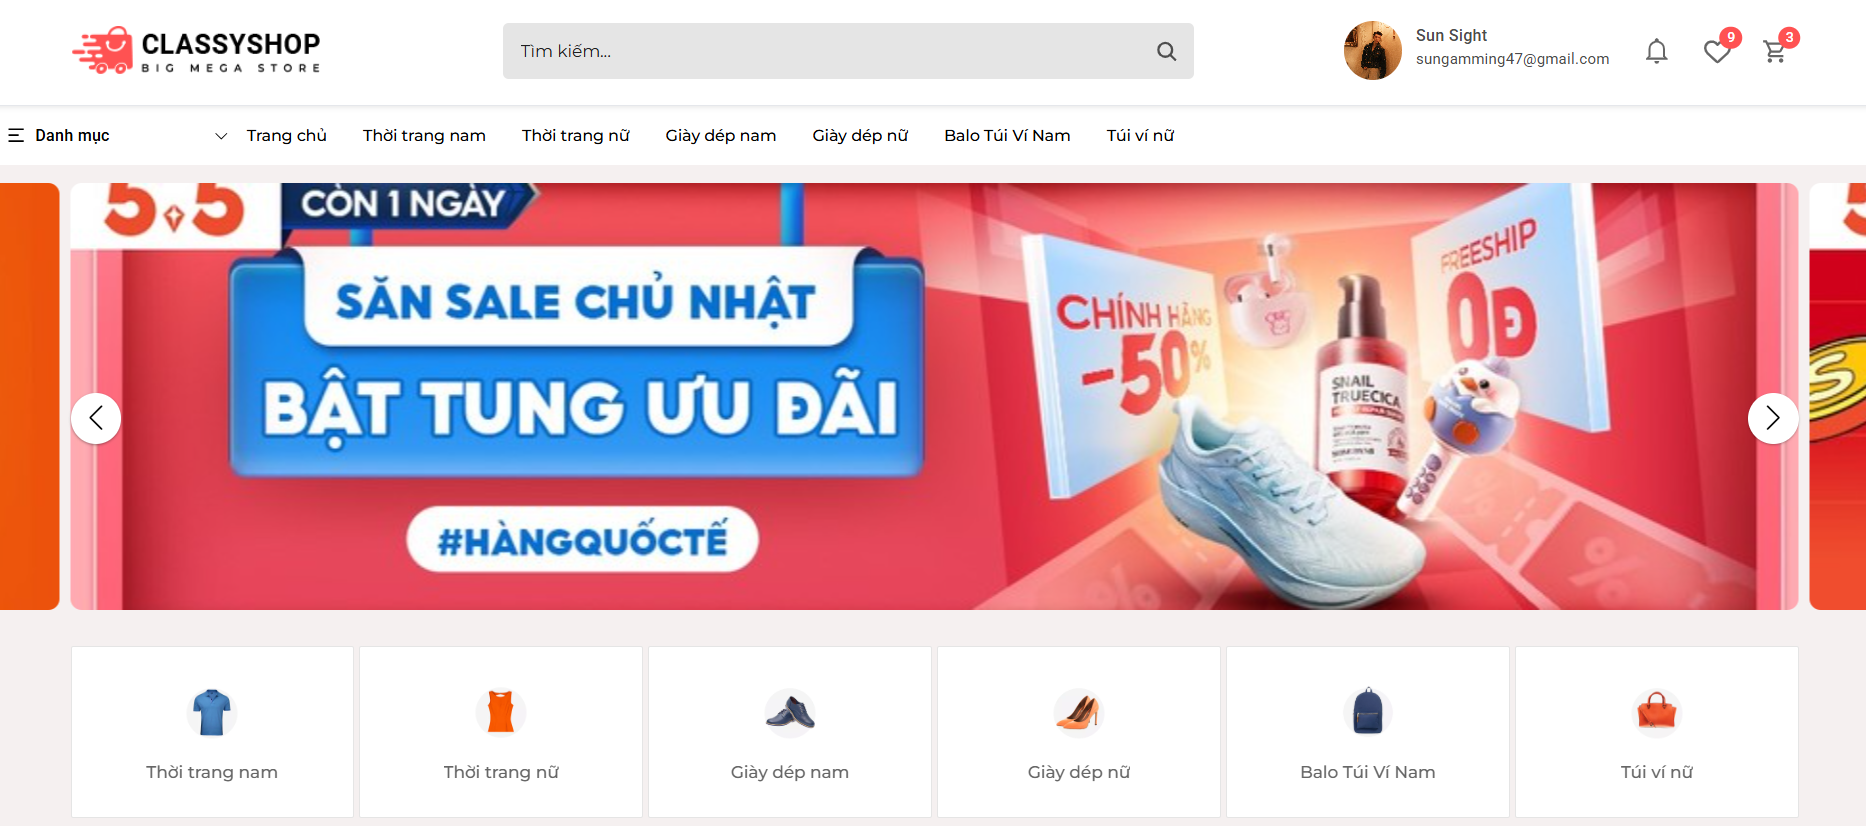 CLASSYSHOP
BIG MEGA STORE
Tìm kiếm...
Sun Sight
sungamming47@gmail.com
9
3
Danh mục
Trang chủ
Thời trang nam
Thời trang nữ
Giày dép nam
Giày dép nữ
Balo Túi Ví Nam
Túi ví nữ
5.5
CÒN 1 NGÀY
SĂN SALE CHỦ NHẬT
BẬT TUNG ƯU ĐÃI
#HÀNGQUỐCTẾ
CHÍNH HÃNG
-50%
FREESHIP
0Đ
SNAIL
TRUECICA
Thời trang nam
Thời trang nữ
Giày dép nam
Giày dép nữ
Balo Túi Ví Nam
Túi ví nữ